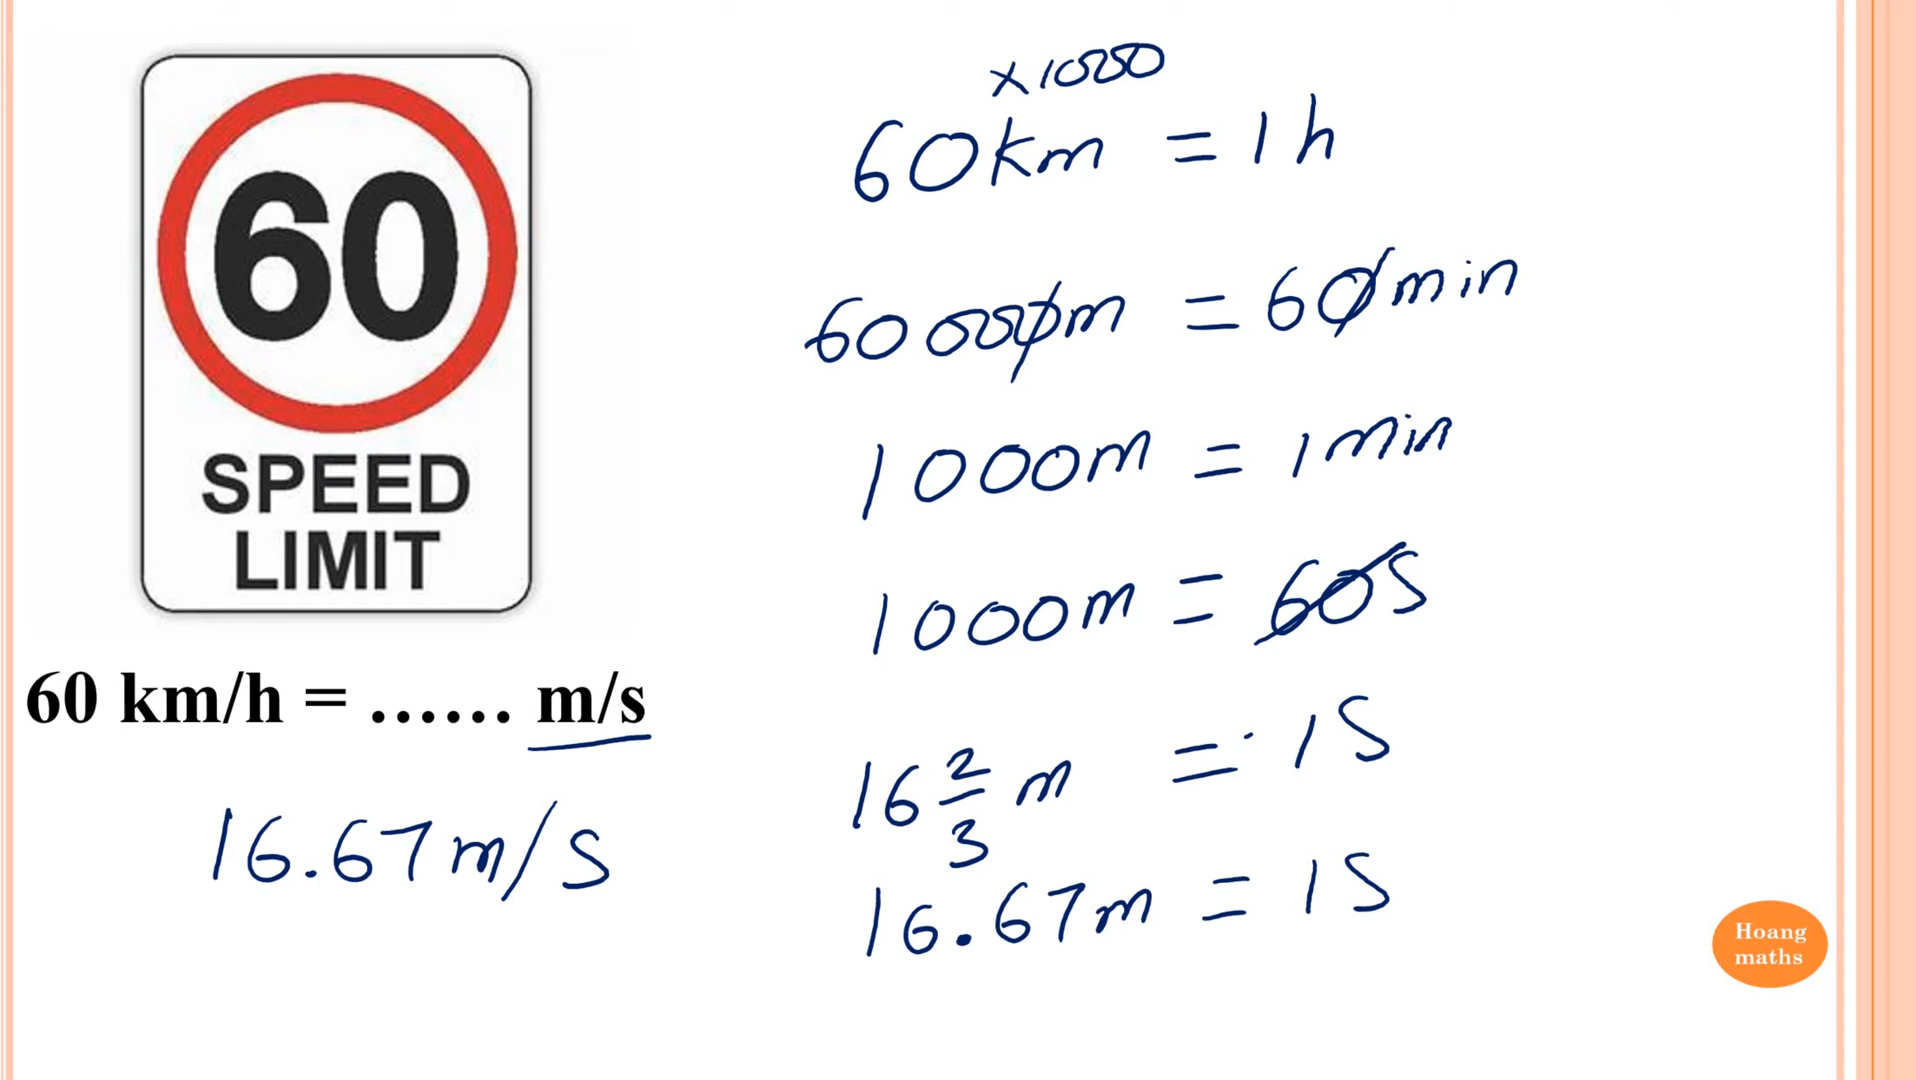 60
SPEED
LIMIT
60 km/h = ...... m/s
16.67m/s
x1000
60km = 1h
60000m = 60min
1000m = 1min
1000m = 60s
16 2/3 m = 1s
16.67m = 1s
Hoang
maths